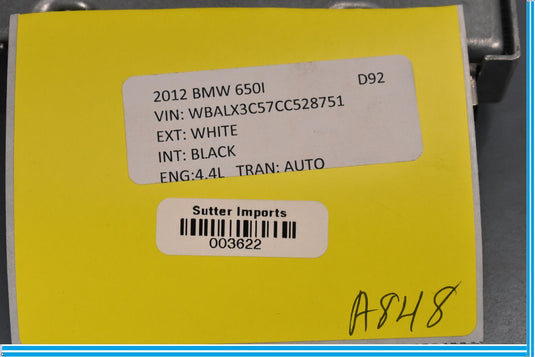 2012 BMW 650I D92
VIN: WBALX3C57CC528751
EXT: WHITE
INT: BLACK
ENG:4.4L TRAN: AUTO
Sutter Imports
003622
A848